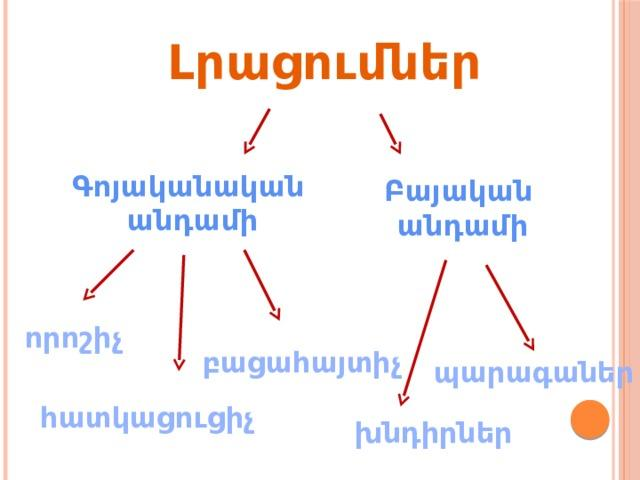 Լրացումներ
Գոյականական
անդամի
Բայական
անդամի
որոշիչ
բացահայտիչ
պարագաներ
հատկացուցիչ
խնդիրներ